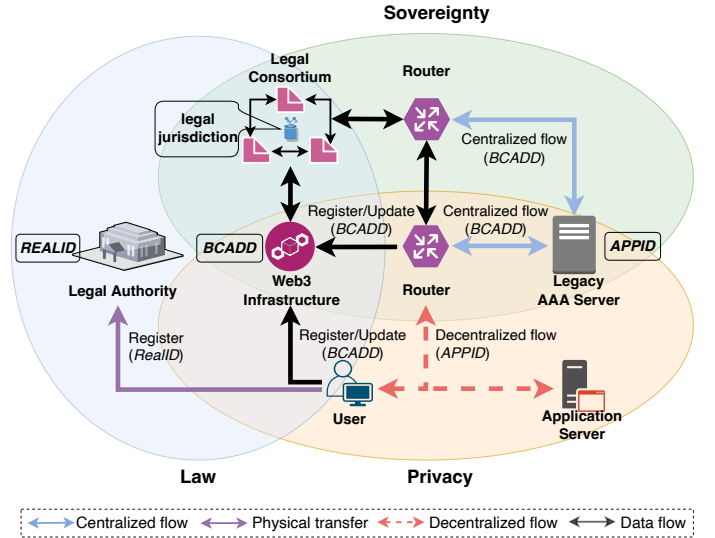 Sovereignty
Legal
Consortium
Router
legal
jurisdiction
Centralized flow
(BCADD)
Register/Update
(BCADD)
Centralized flow
(BCADD)
REALID
BCADD
APPID
Legal Authority
Web3
Infrastructure
Router
Legacy
AAA Server
Register
(RealID)
Register/Update
(BCADD)
Decentralized flow
(APPID)
User
Application
Server
Law
Privacy
Centralized flow
Physical transfer
Decentralized flow
Data flow